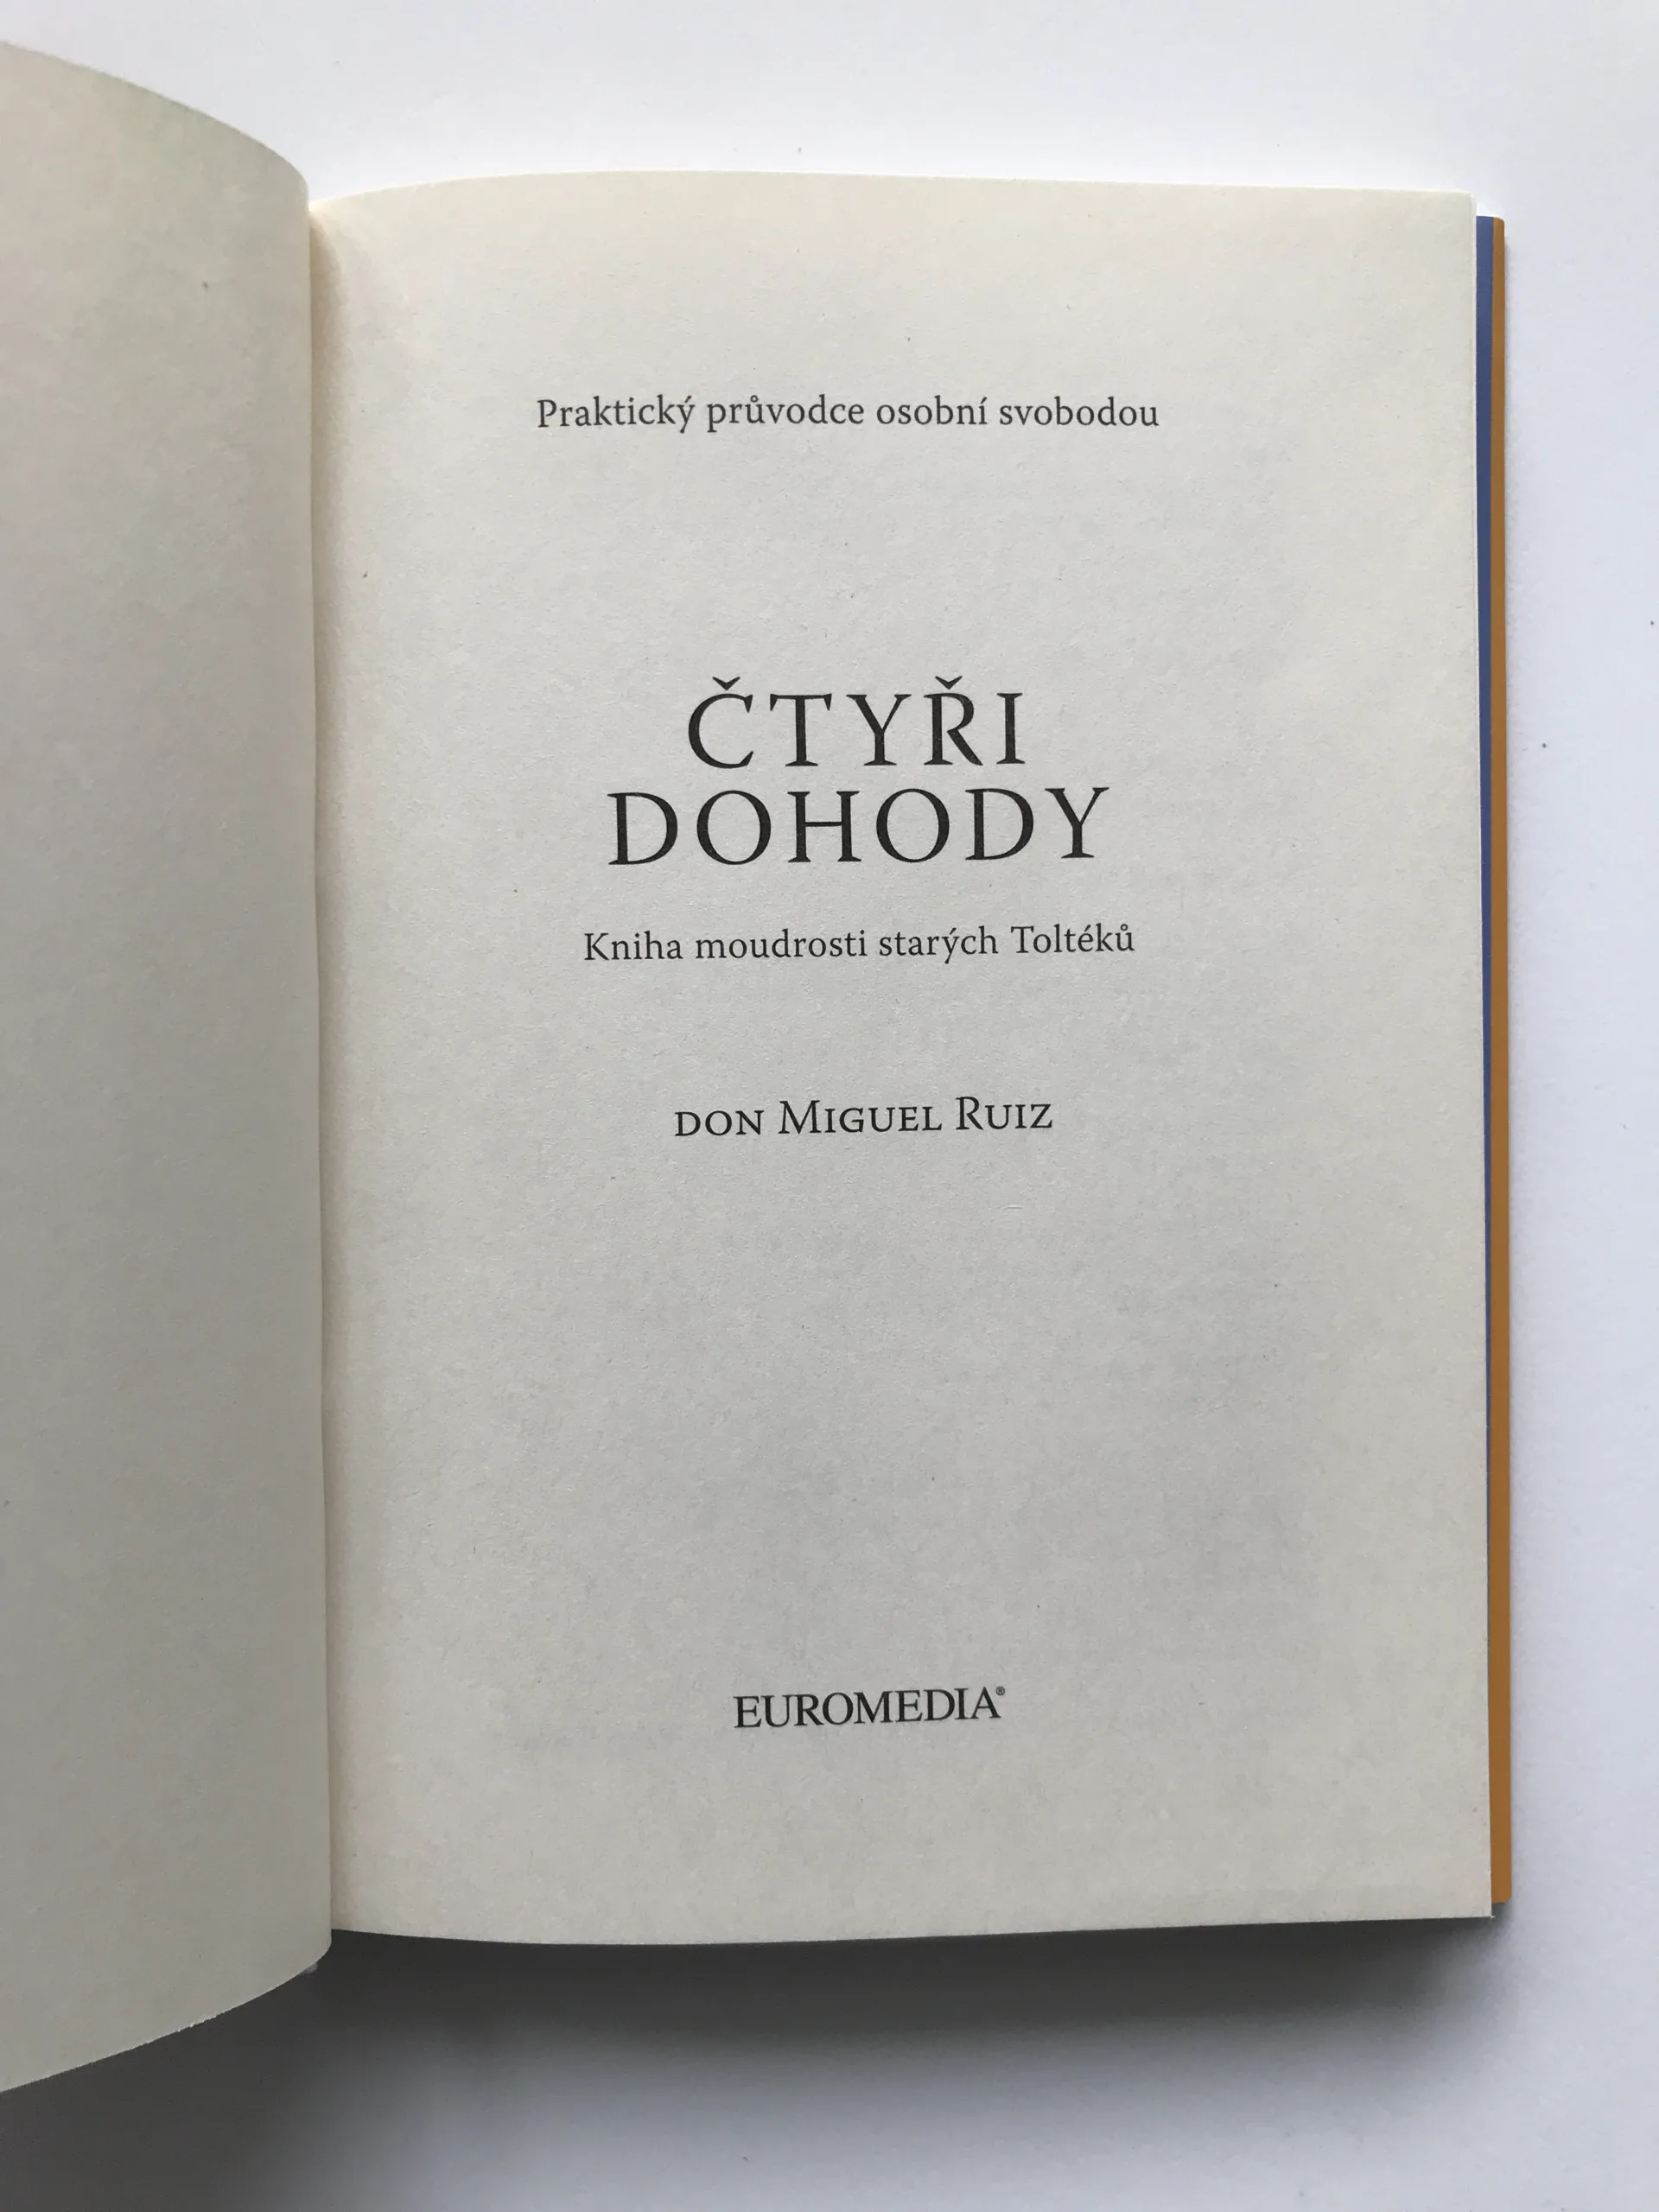 Praktický průvodce osobní svobodou
ČTYŘI
DOHODY
Kniha moudrosti starých Toltéků
DON MIGUEL RUIZ
EUROMEDIA®